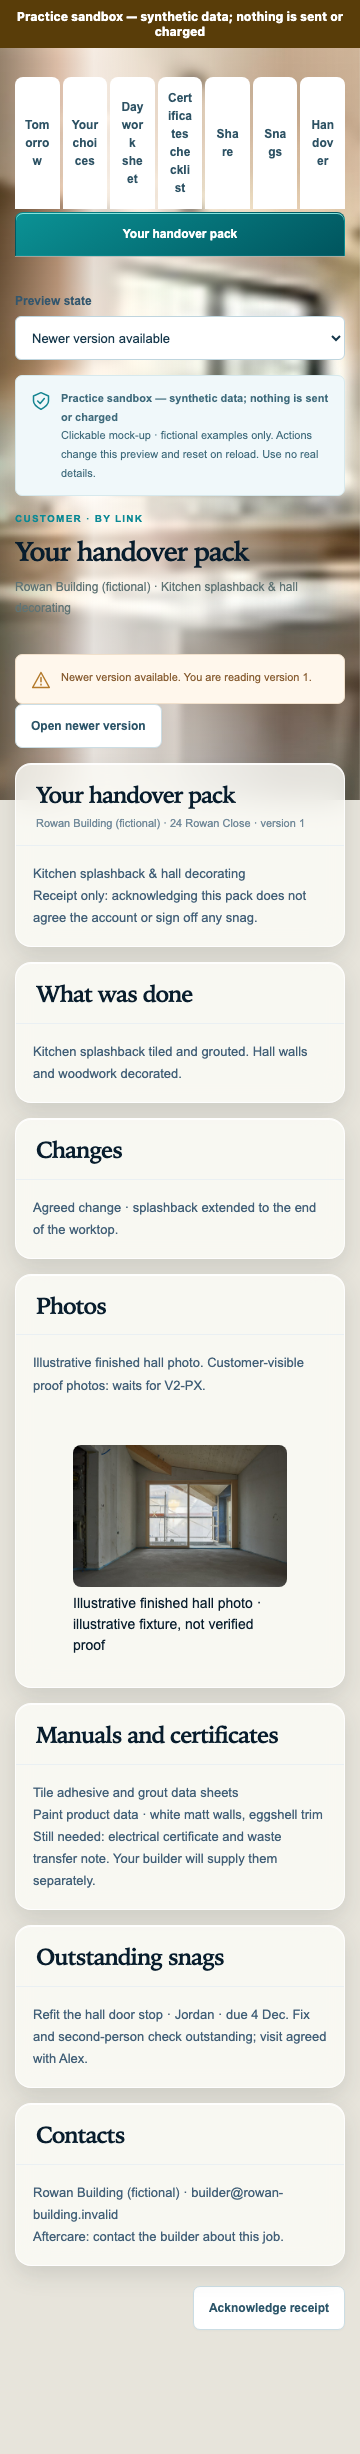 Practice sandbox — synthetic data; nothing is sent or
charged
Tom
orro
w
Your
choi
ces
Day
wor
k
she
et
Cert
ifica
tes
che
ckli
st
Sha
re
Sna
gs
Han
dov
er
Your handover pack
Preview state
Newer version available
Practice sandbox — synthetic data; nothing is sent
or charged
Clickable mock-up · fictional examples only. Actions
change this preview and reset on reload. Use no real
details.
CUSTOMER · BY LINK
Your handover pack
Rowan Building (fictional) · Kitchen splashback & hall
decorating
Newer version available. You are reading version 1.
Open newer version
Your handover pack
Rowan Building (fictional) · 24 Rowan Close · version 1
Kitchen splashback & hall decorating
Receipt only: acknowledging this pack does not
agree the account or sign off any snag.
What was done
Kitchen splashback tiled and grouted. Hall walls
and woodwork decorated.
Changes
Agreed change · splashback extended to the end
of the worktop.
Photos
Illustrative finished hall photo. Customer-visible
proof photos: waits for V2-PX.
Illustrative finished hall photo ·
illustrative fixture, not verified
proof
Manuals and certificates
Tile adhesive and grout data sheets
Paint product data · white matt walls, eggshell trim
Still needed: electrical certificate and waste
transfer note. Your builder will supply them
separately.
Outstanding snags
Refit the hall door stop · Jordan · due 4 Dec. Fix
and second-person check outstanding; visit agreed
with Alex.
Contacts
Rowan Building (fictional) · builder@rowan-
building.invalid
Aftercare: contact the builder about this job.
Acknowledge receipt